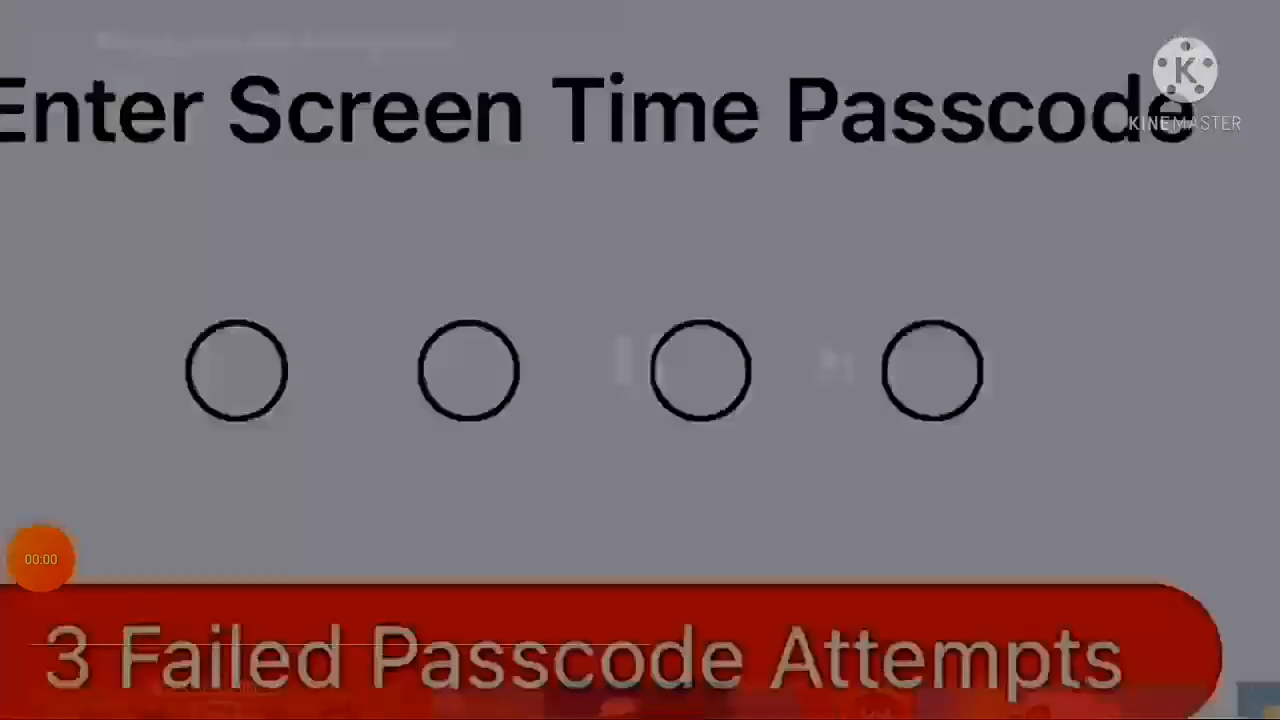 Enter Screen Time Passcode
KINEMASTER
00:00
3 Failed Passcode Attempts